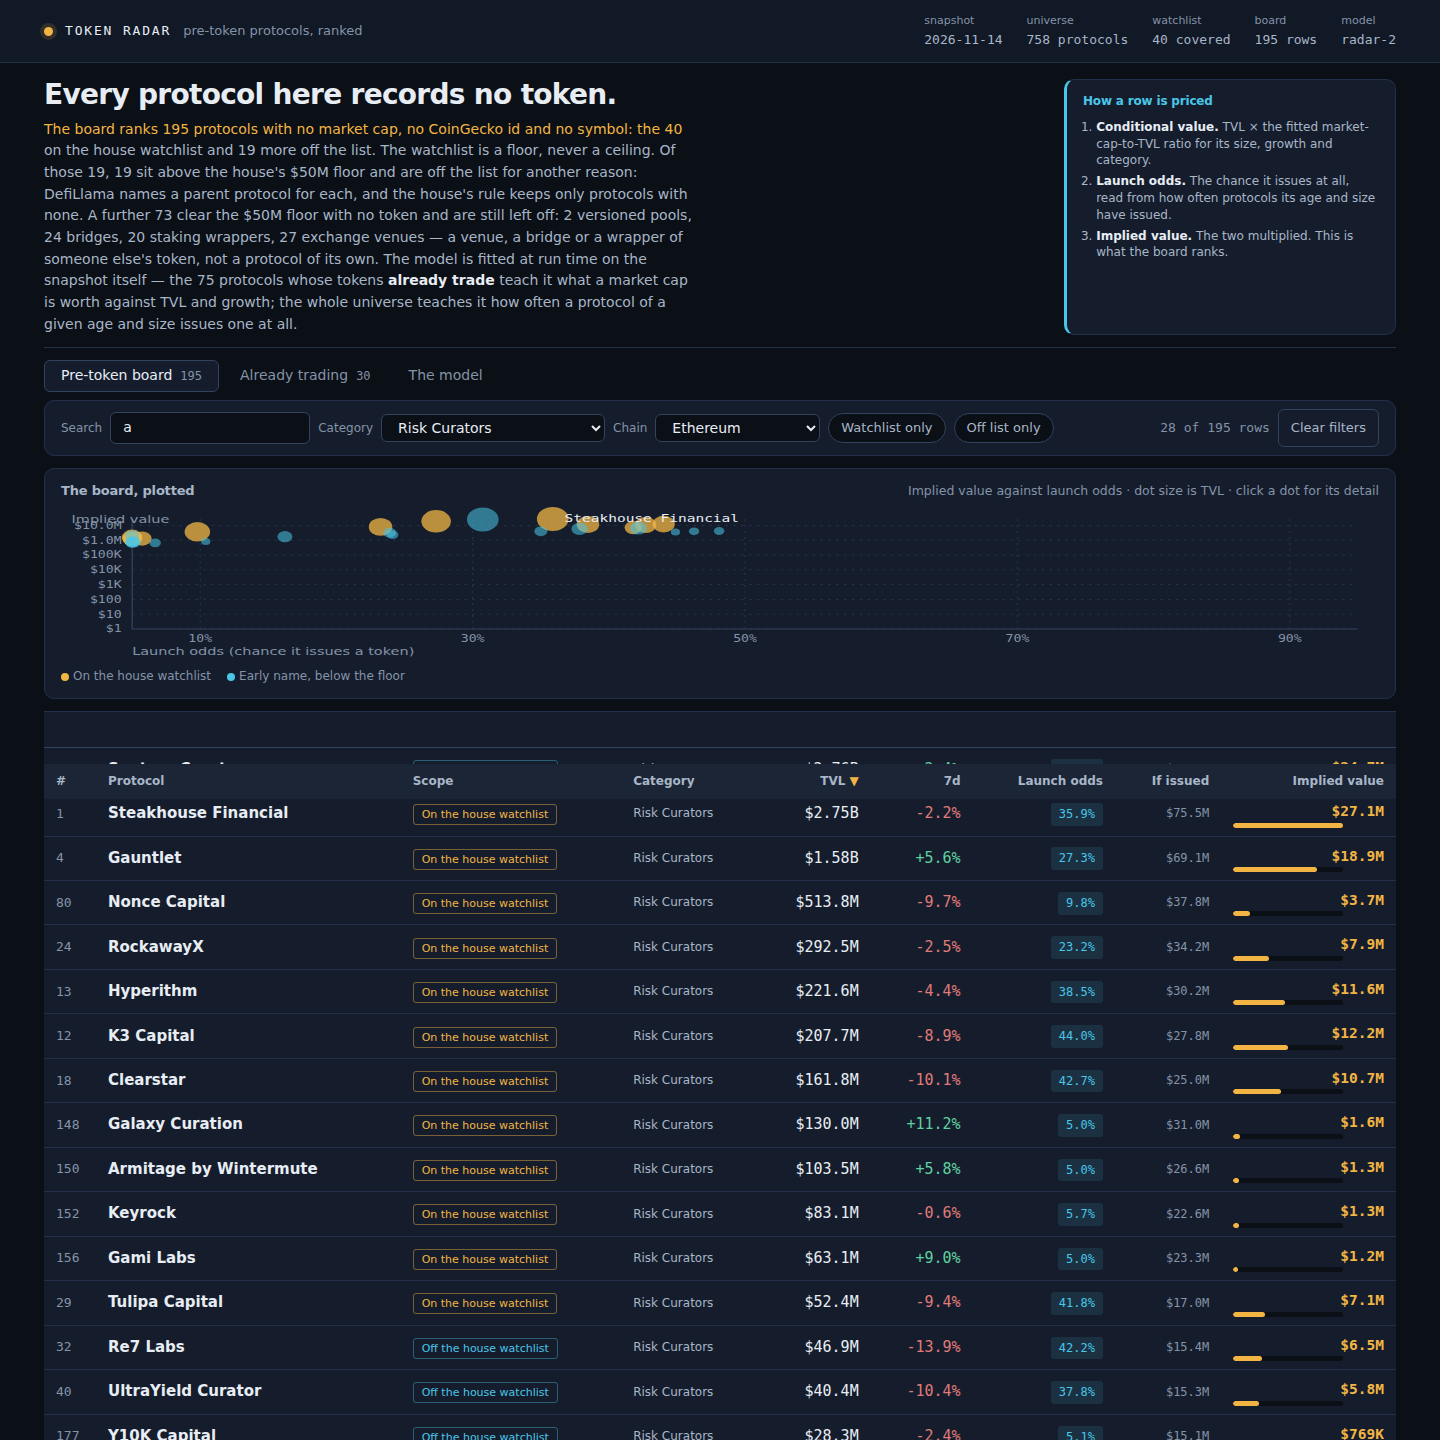 TOKEN RADAR pre-token protocols, ranked
snapshot universe watchlist board model
2026-11-14 758 protocols 40 covered 195 rows radar-2
Every protocol here records no token.
The board ranks 195 protocols with no market cap, no CoinGecko id and no symbol: the 40
on the house watchlist and 19 more off the list. The watchlist is a floor, never a ceiling. Of
those 19, 19 sit above the house's $50M floor and are off the list for another reason:
DefiLlama names a parent protocol for each, and the house's rule keeps only protocols with
none. A further 73 clear the $50M floor with no token and are still left off: 2 versioned pools,
24 bridges, 20 staking wrappers, 27 exchange venues — a venue, a bridge or a wrapper of
someone else's token, not a protocol of its own. The model is fitted at run time on the
snapshot itself — the 75 protocols whose tokens already trade teach it what a market cap
is worth against TVL and growth; the whole universe teaches it how often a protocol of a
given age and size issues one at all.
How a row is priced
1. Conditional value. TVL × the fitted market-
cap-to-TVL ratio for its size, growth and
category.
2. Launch odds. The chance it issues at all,
read from how often protocols its age and size
have issued.
3. Implied value. The two multiplied. This is
what the board ranks.
Pre-token board 195 Already trading 30 The model
Search a Category Risk Curators Chain Ethereum Watchlist only Off list only 28 of 195 rows Clear filters
The board, plotted Implied value against launch odds · dot size is TVL · click a dot for its detail
Implied value
Steakhouse Financial
$10.0M
$1.0M
$100K
$10K
$1K
$100
$10
$1
10% 30% 50% 70% 90%
Launch odds (chance it issues a token)
On the house watchlist Early name, below the floor
# Protocol Scope Category TVL ▼ 7d Launch odds If issued Implied value
1 Steakhouse Financial On the house watchlist Risk Curators $2.75B -2.2% 35.9% $75.5M $27.1M
4 Gauntlet On the house watchlist Risk Curators $1.58B +5.6% 27.3% $69.1M $18.9M
80 Nonce Capital On the house watchlist Risk Curators $513.8M -9.7% 9.8% $37.8M $3.7M
24 RockawayX On the house watchlist Risk Curators $292.5M -2.5% 23.2% $34.2M $7.9M
13 Hyperithm On the house watchlist Risk Curators $221.6M -4.4% 38.5% $30.2M $11.6M
12 K3 Capital On the house watchlist Risk Curators $207.7M -8.9% 44.0% $27.8M $12.2M
18 Clearstar On the house watchlist Risk Curators $161.8M -10.1% 42.7% $25.0M $10.7M
148 Galaxy Curation On the house watchlist Risk Curators $130.0M +11.2% 5.0% $31.0M $1.6M
150 Armitage by Wintermute On the house watchlist Risk Curators $103.5M +5.8% 5.0% $26.6M $1.3M
152 Keyrock On the house watchlist Risk Curators $83.1M -0.6% 5.7% $22.6M $1.3M
156 Gami Labs On the house watchlist Risk Curators $63.1M +9.0% 5.0% $23.3M $1.2M
29 Tulipa Capital On the house watchlist Risk Curators $52.4M -9.4% 41.8% $17.0M $7.1M
32 Re7 Labs Off the house watchlist Risk Curators $46.9M -13.9% 42.2% $15.4M $6.5M
40 UltraYield Curator Off the house watchlist Risk Curators $40.4M -10.4% 37.8% $15.3M $5.8M
177 Y10K Capital Off the house watchlist Risk Curators $28.3M -2.4% 5.1% $15.1M $769K